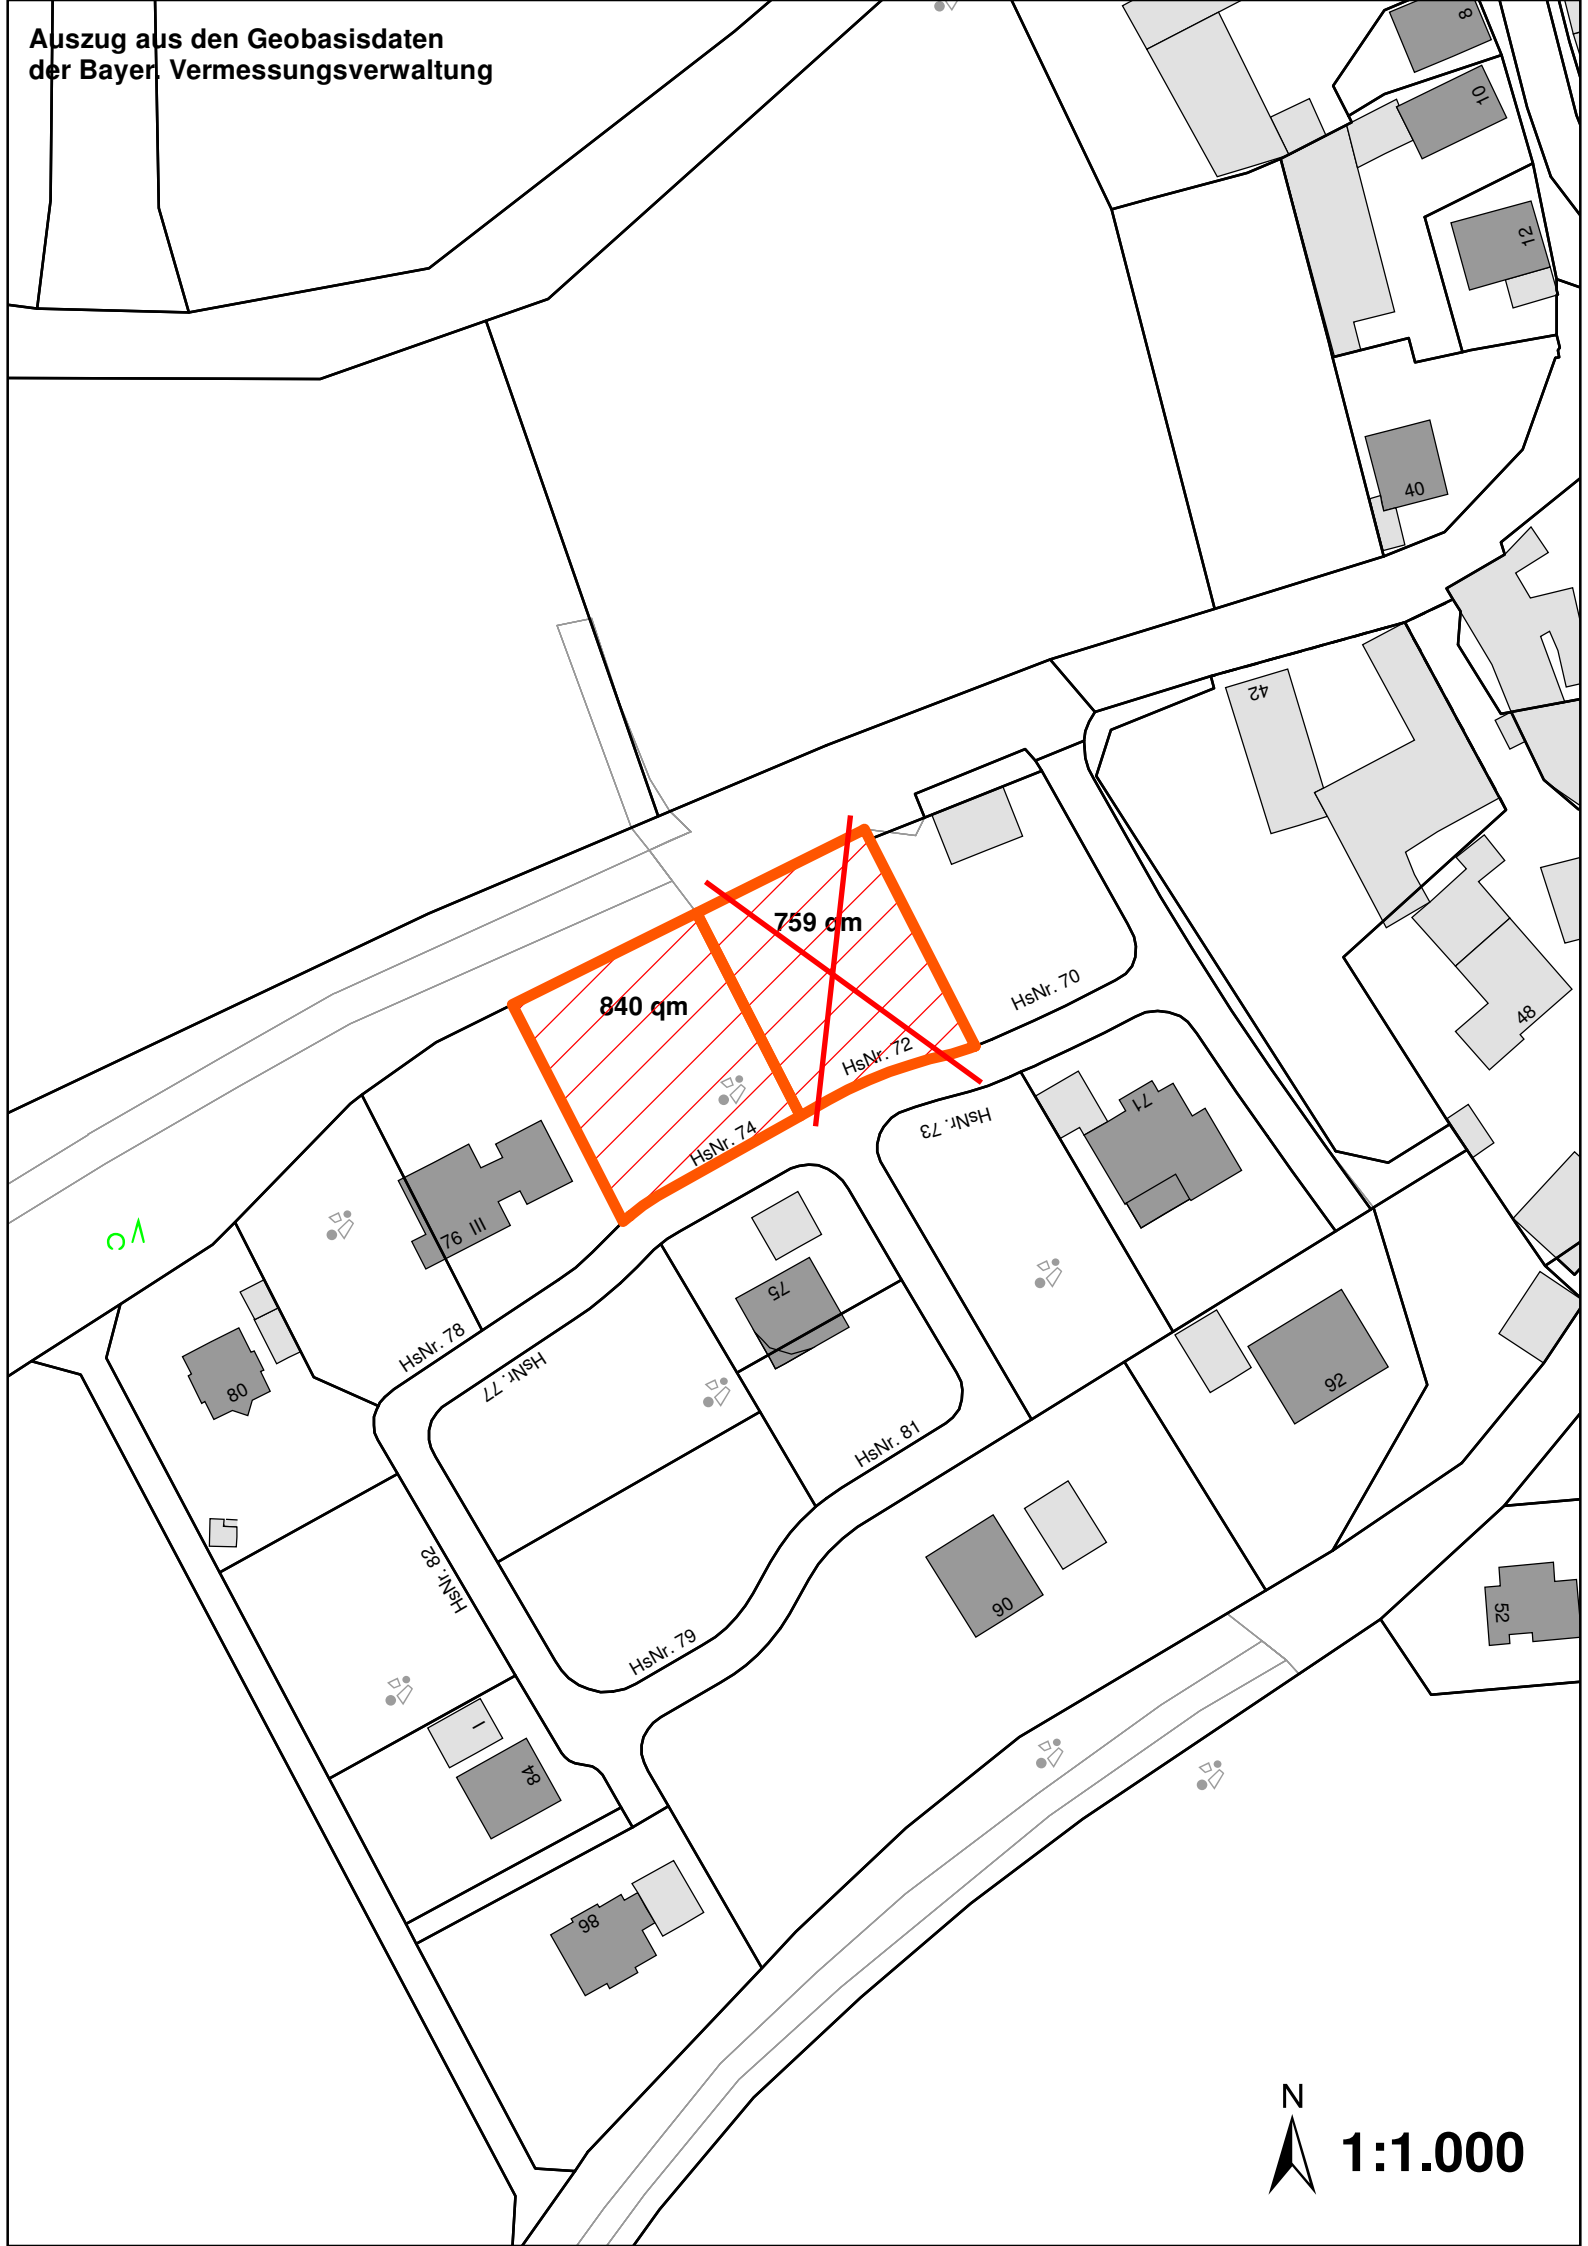 Auszug aus den Geobasisdaten
der Bayer. Vermessungsverwaltung
8
10
12
40
42
759 qm
840 qm
HsNr. 70
48
HsNr. 72
HsNr. 74
HsNr. 73
71
76 III
75
HsNr. 78
HsNr. 77
80
92
HsNr. 81
HsNr. 82
90
52
HsNr. 79
I
84
86
N
1:1.000